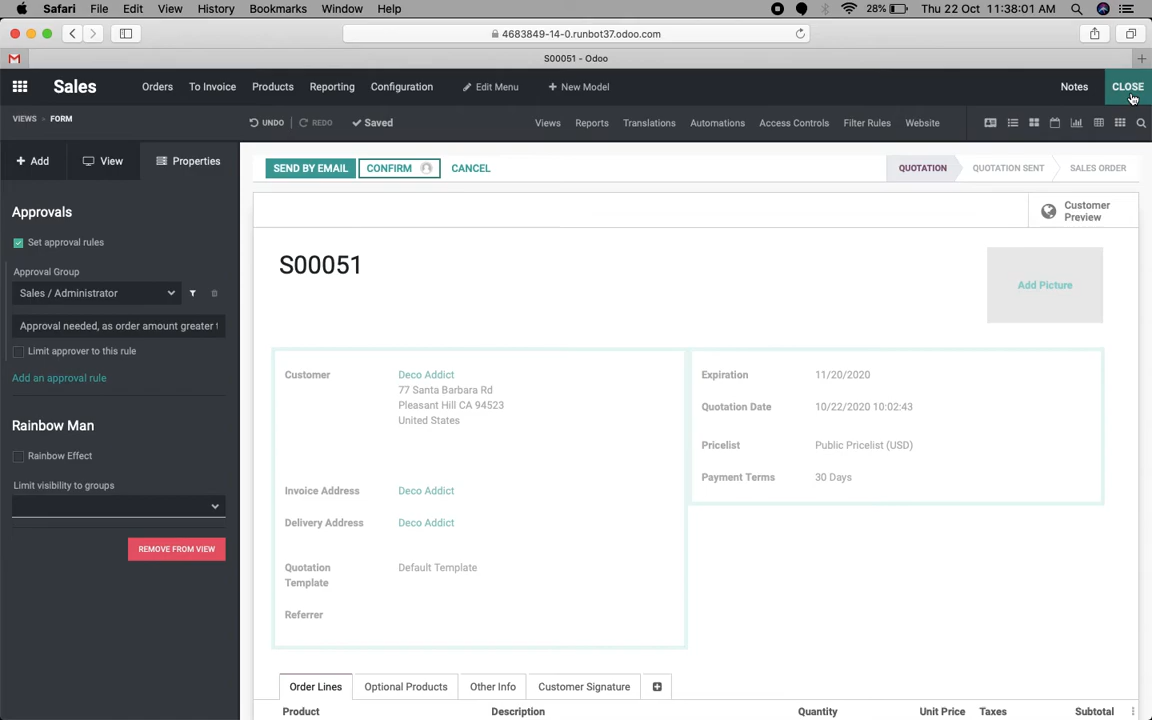 Safari File Edit View History Bookmarks Window Help 28% Thu 22 Oct 11:38:01 AM
4683849-14-0.runbot37.odoo.com
S00051 - Odoo
Sales Orders To Invoice Products Reporting Configuration Edit Menu + New Model Notes CLOSE
VIEWS › FORM UNDO REDO Saved Views Reports Translations Automations Access Controls Filter Rules Website
+ Add View Properties
SEND BY EMAIL CONFIRM CANCEL QUOTATION QUOTATION SENT SALES ORDER
Customer
Preview
Approvals
Set approval rules
Approval Group
Sales / Administrator
Approval needed, as order amount greater
Limit approver to this rule
Add an approval rule
Rainbow Man
Rainbow Effect
Limit visibility to groups
REMOVE FROM VIEW
S00051
Add Picture
Customer Deco Addict
77 Santa Barbara Rd
Pleasant Hill CA 94523
United States
Invoice Address Deco Addict
Delivery Address Deco Addict
Quotation
Template Default Template
Referrer
Expiration 11/20/2020
Quotation Date 10/22/2020 10:02:43
Pricelist Public Pricelist (USD)
Payment Terms 30 Days
Order Lines Optional Products Other Info Customer Signature
Product Description Quantity Unit Price Taxes Subtotal